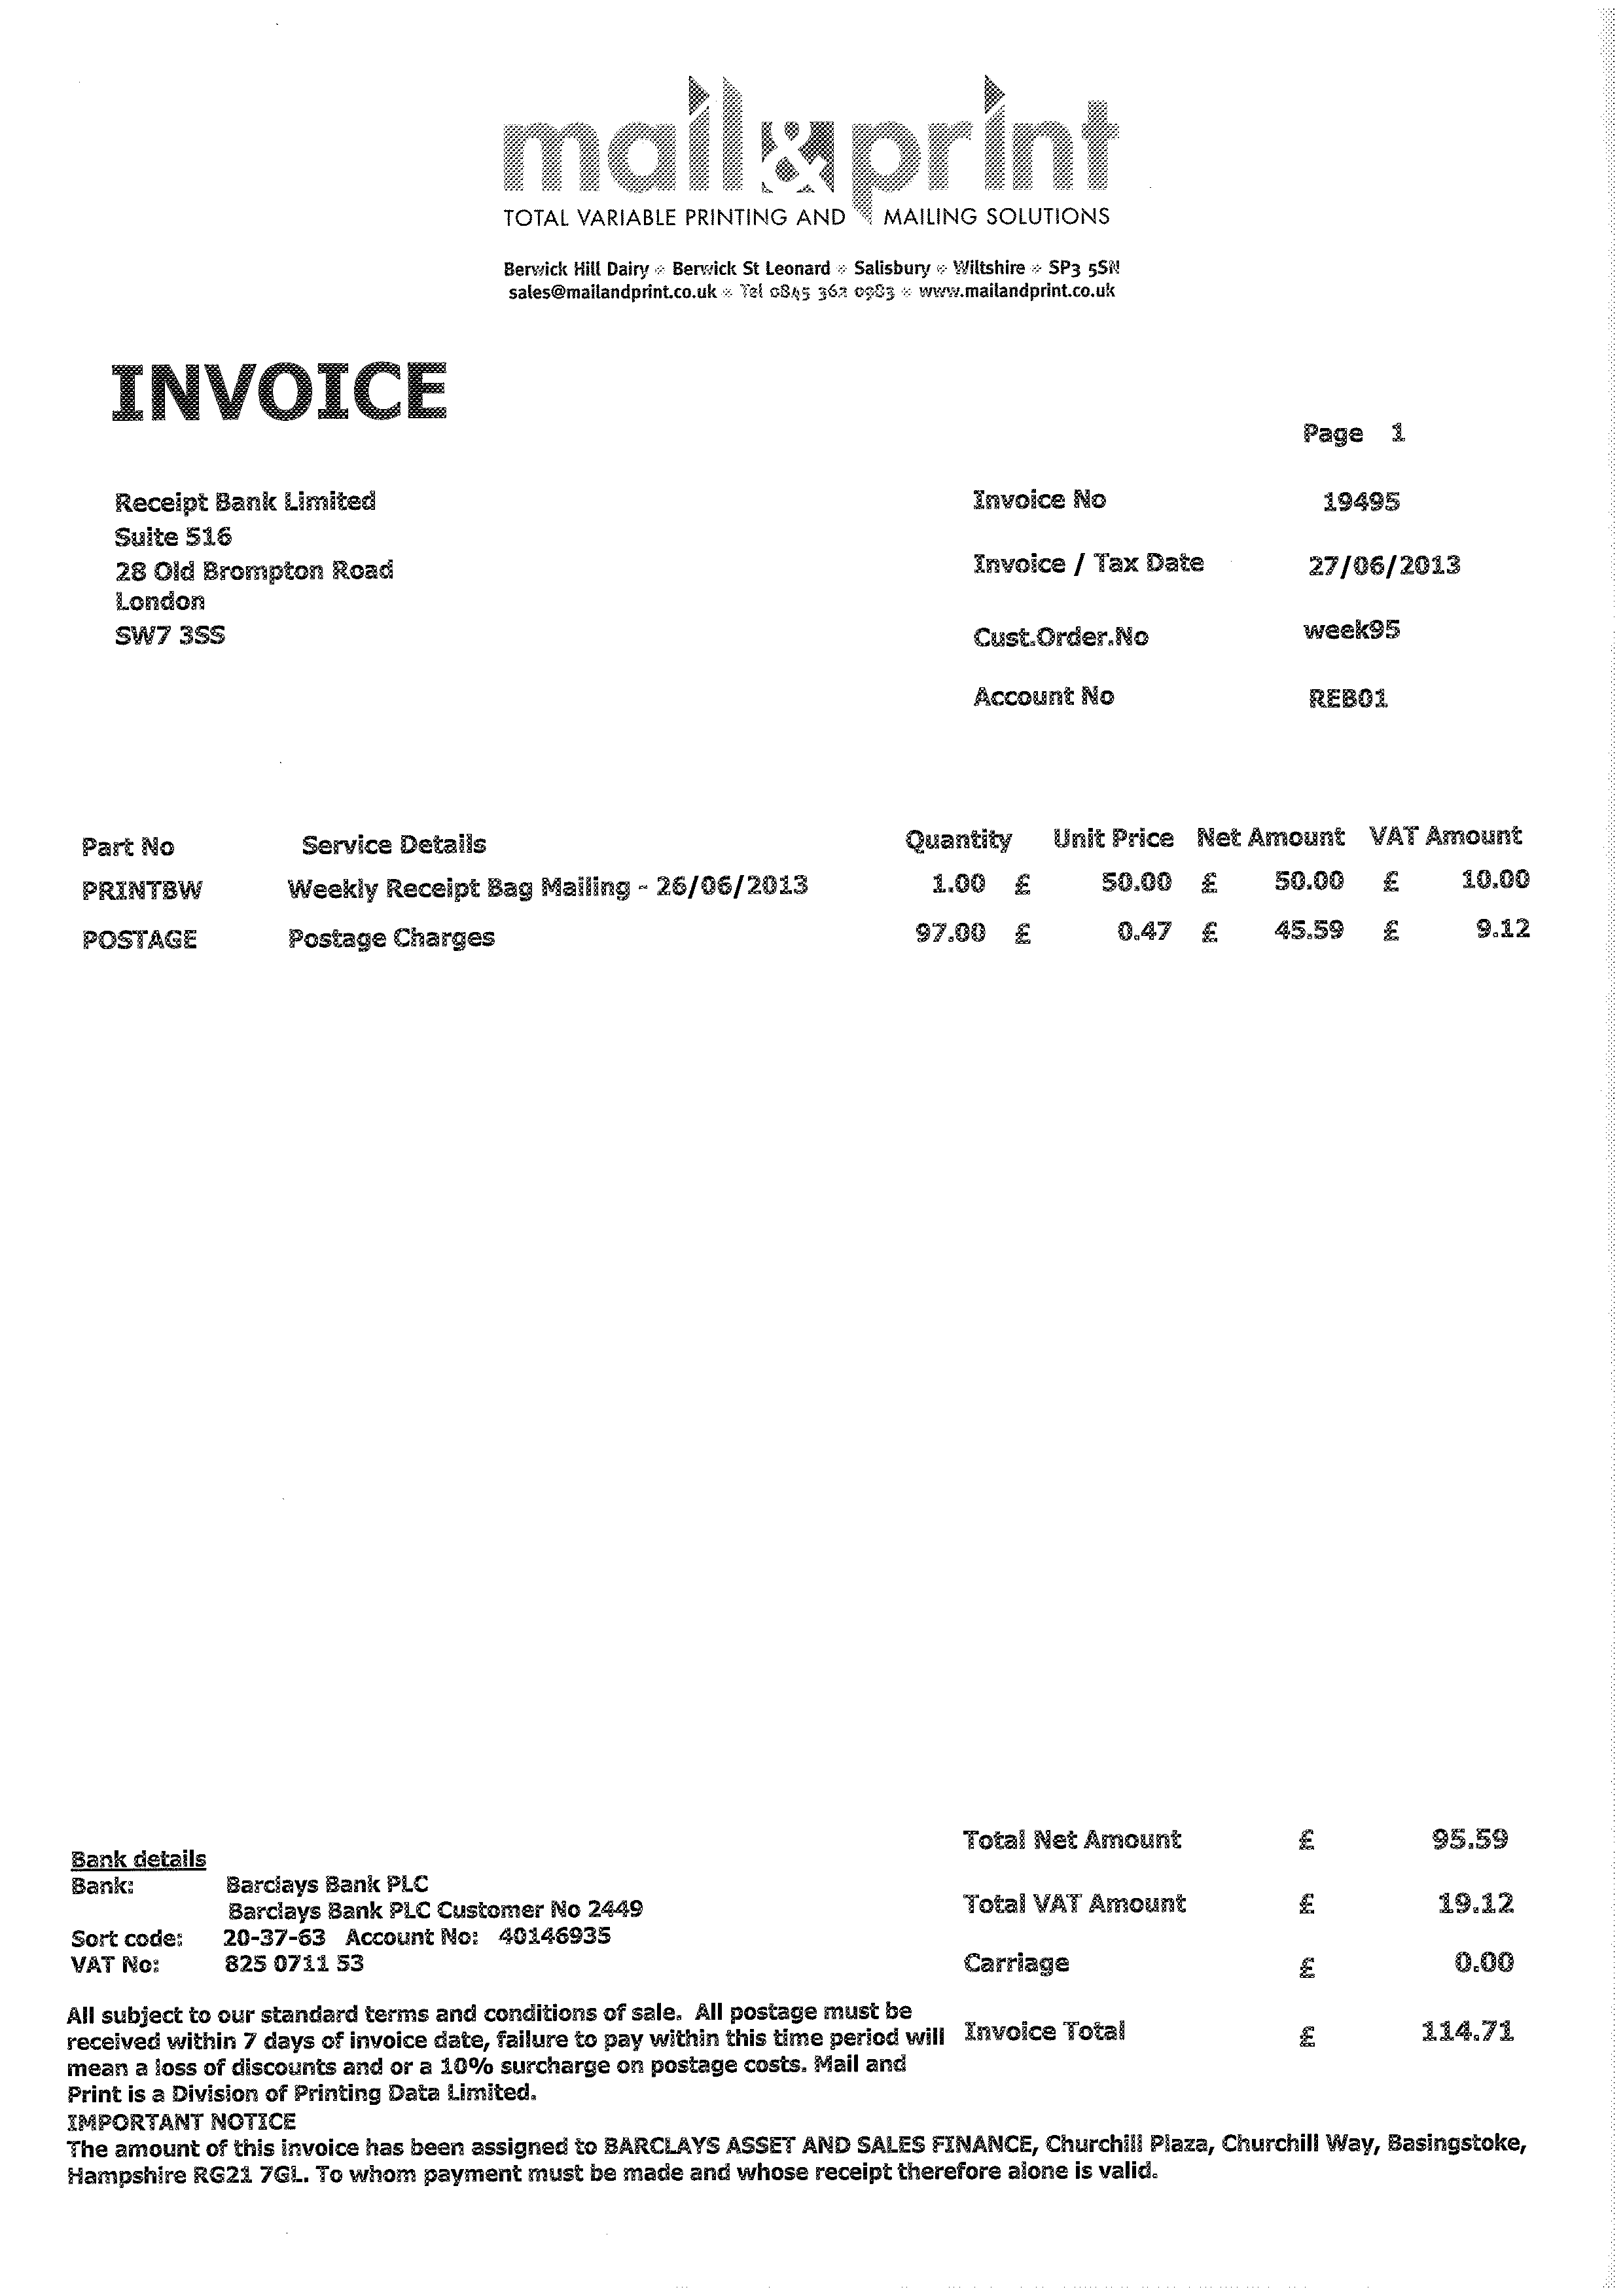 mail&print
TOTAL VARIABLE PRINTING AND MAILING SOLUTIONS
Berwick Hill Dairy ❖ Berwick St Leonard ❖ Salisbury ❖ Wiltshire ❖ SP3 5SN
sales@mailandprint.co.uk ❖ Tel 0845 362 0983 ❖ www.mailandprint.co.uk
INVOICE
Page 1
Receipt Bank Limited
Suite 516
28 Old Brompton Road
London
SW7 3SS
Invoice No 19495
Invoice / Tax Date 27/06/2013
Cust.Order.No week95
Account No REB01
Part No Service Details Quantity Unit Price Net Amount VAT Amount
PRINTBW Weekly Receipt Bag Mailing - 26/06/2013 1.00 £ 50.00 £ 50.00 £ 10.00
POSTAGE Postage Charges 97.00 £ 0.47 £ 45.59 £ 9.12
Bank details
Bank: Barclays Bank PLC
Barclays Bank PLC Customer No 2449
Sort code: 20-37-63 Account No: 40146935
VAT No: 825 0711 53
Total Net Amount £ 95.59
Total VAT Amount £ 19.12
Carriage £ 0.00
Invoice Total £ 114.71
All subject to our standard terms and conditions of sale. All postage must be
received within 7 days of invoice date, failure to pay within this time period will
mean a loss of discounts and or a 10% surcharge on postage costs. Mail and
Print is a Division of Printing Data Limited.
IMPORTANT NOTICE
The amount of this invoice has been assigned to BARCLAYS ASSET AND SALES FINANCE, Churchill Plaza, Churchill Way, Basingstoke,
Hampshire RG21 7GL. To whom payment must be made and whose receipt therefore alone is valid.